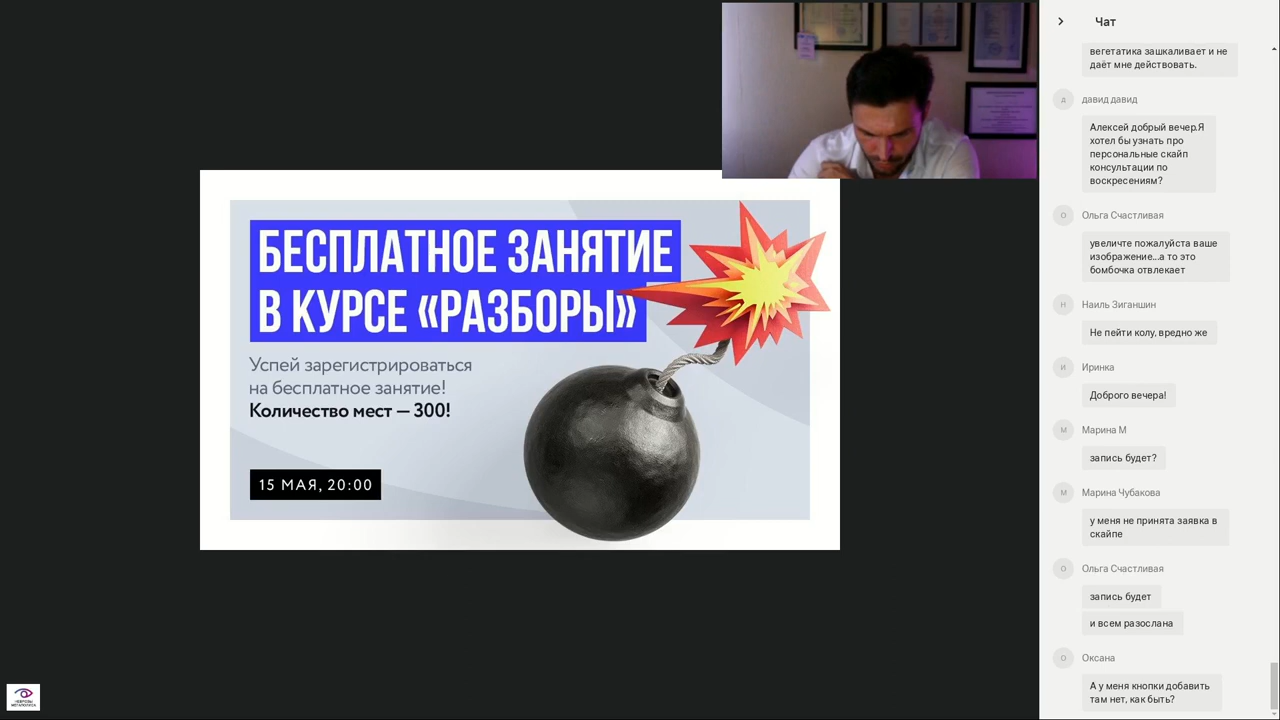 БЕСПЛАТНОЕ ЗАНЯТИЕ
В КУРСЕ «РАЗБОРЫ»
Успей зарегистрироваться
на бесплатное занятие!
Количество мест — 300!
15 МАЯ, 20:00
Чат
вегетатика зашкаливает и не
даёт мне действовать.
д
давид давид
Алексей добрый вечер.Я
хотел бы узнать про
персональные скайп
консультации по
воскресениям?
О
Ольга Счастливая
увеличте пожалуйста ваше
изображение...а то это
бомбочка отвлекает
Н
Наиль Зиганшин
Не пейти колу, вредно же
И
Иринка
Доброго вечера!
М
Марина М
запись будет?
М
Марина Чубакова
у меня не принята заявка в
скайпе
О
Ольга Счастливая
запись будет
и всем разослана
О
Оксана
А у меня кнопки добавить
там нет, как быть?